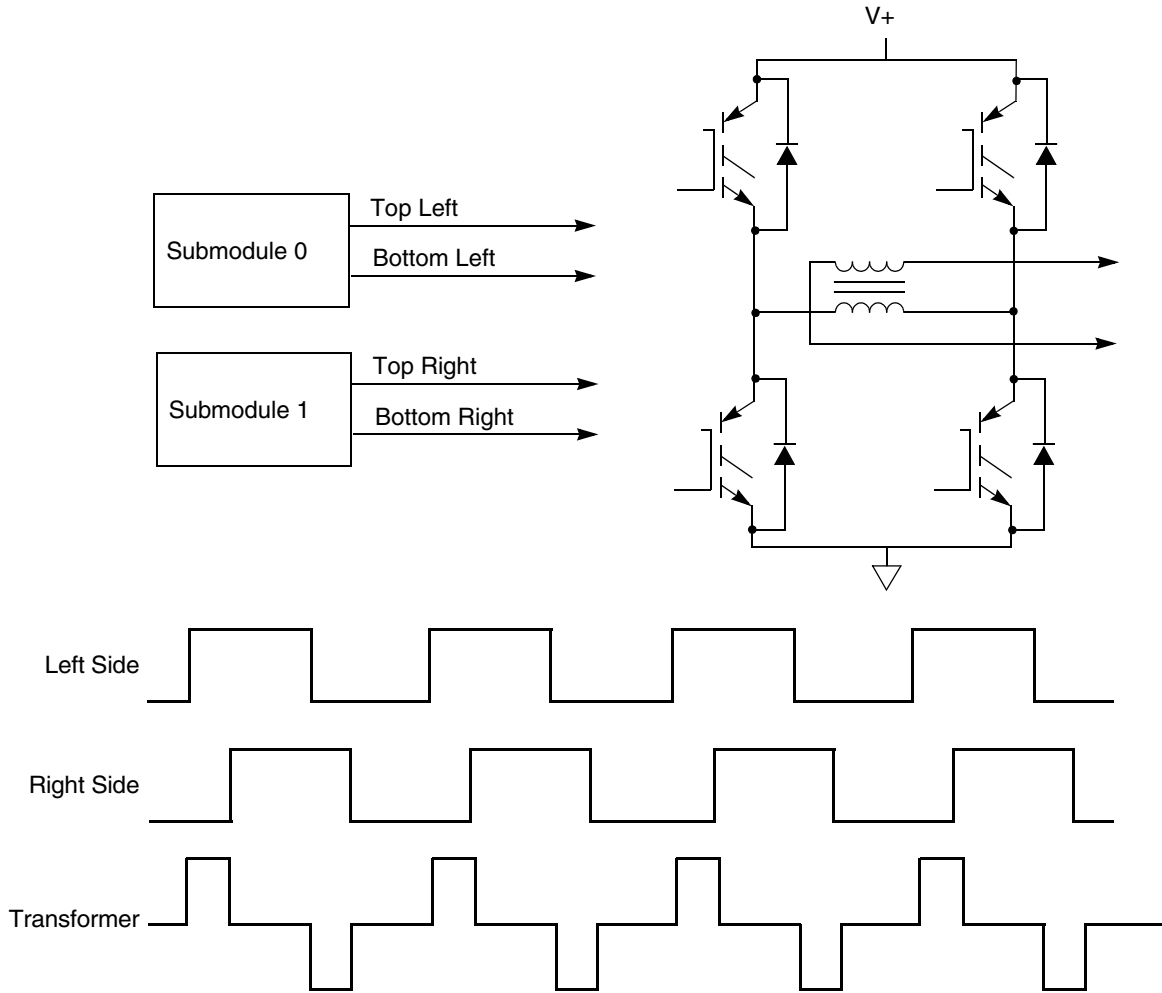 V+
Submodule 0
Top Left
Bottom Left
Submodule 1
Top Right
Bottom Right
Left Side
Right Side
Transformer